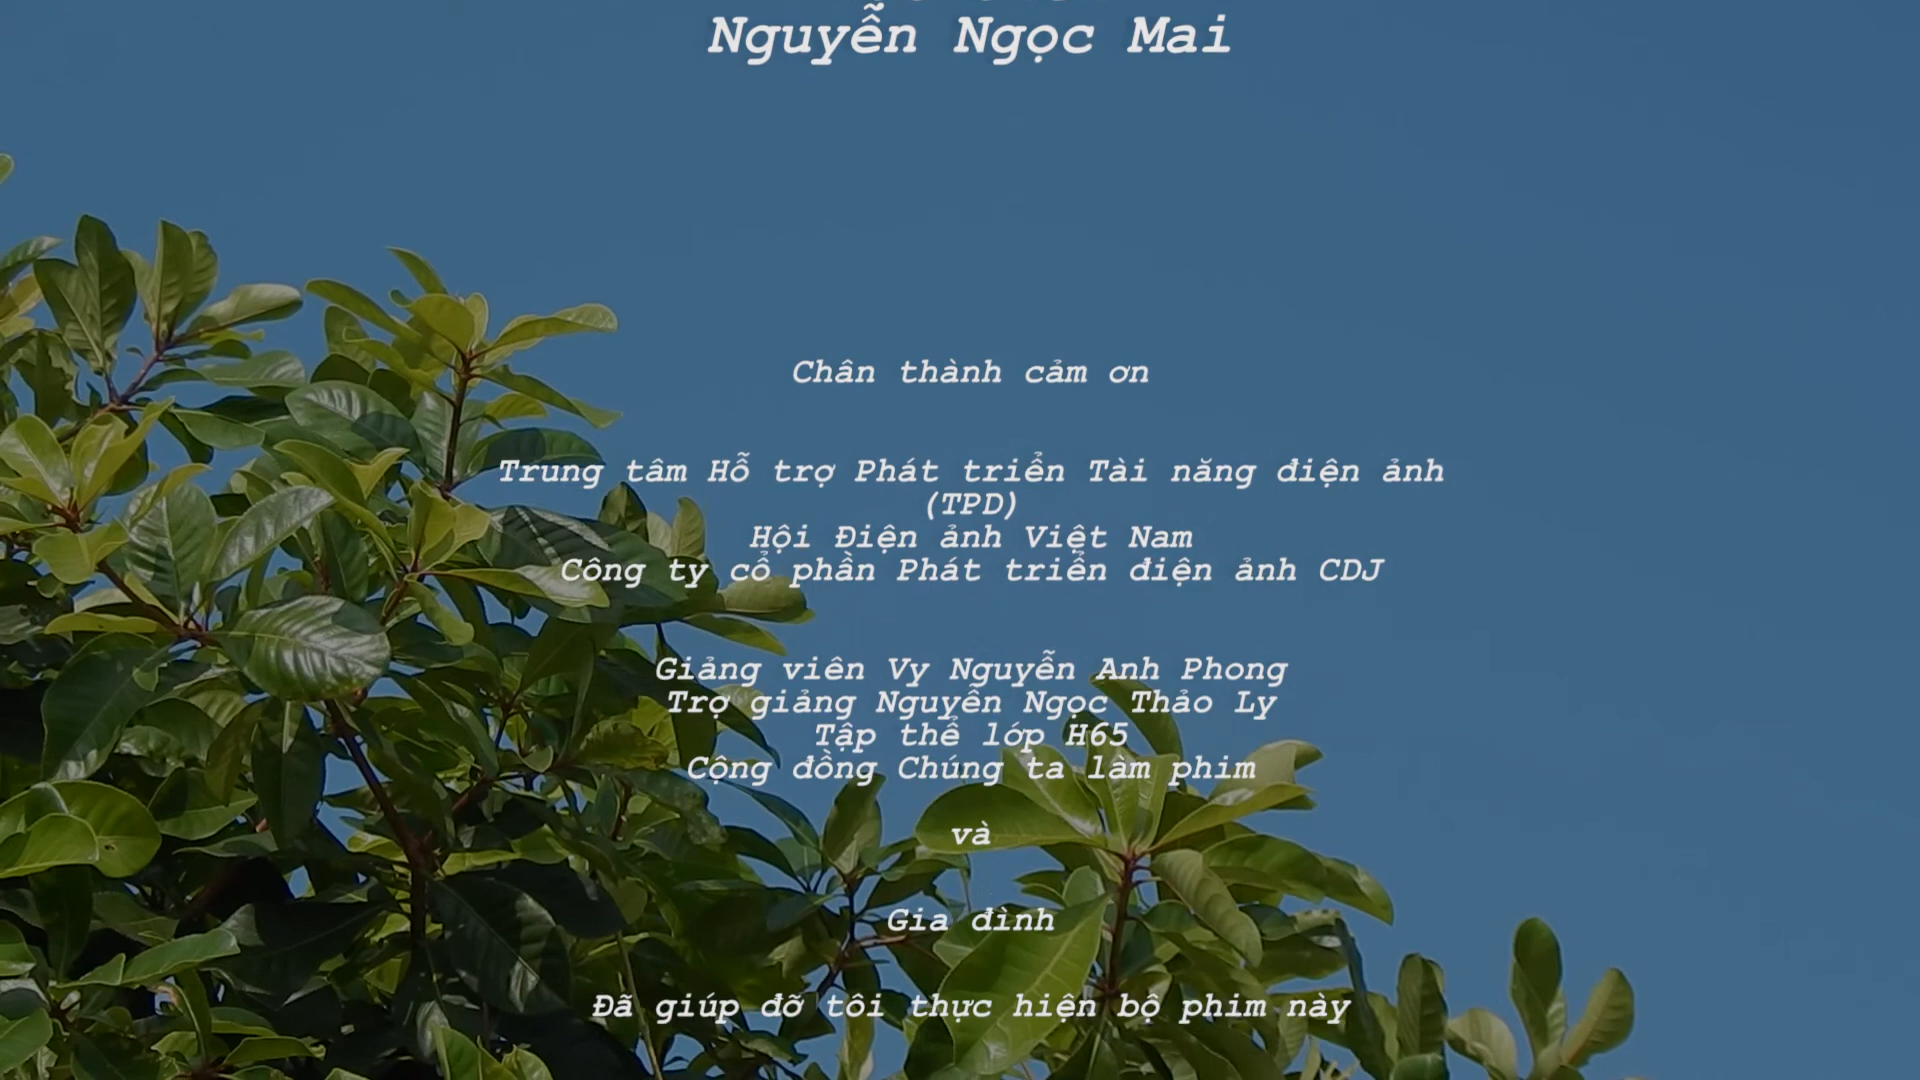 Nguyễn Ngọc Mai
Chân thành cảm ơn
Trung tâm Hỗ trợ Phát triển Tài năng điện ảnh
(TPD)
Hội Điện ảnh Việt Nam
Công ty cổ phần Phát triển điện ảnh CDJ
Giảng viên Vy Nguyễn Anh Phong
Trợ giảng Nguyễn Ngọc Thảo Ly
Tập thể lớp H65
Cộng đồng Chúng ta làm phim
và
Gia đình
Đã giúp đỡ tôi thực hiện bộ phim này